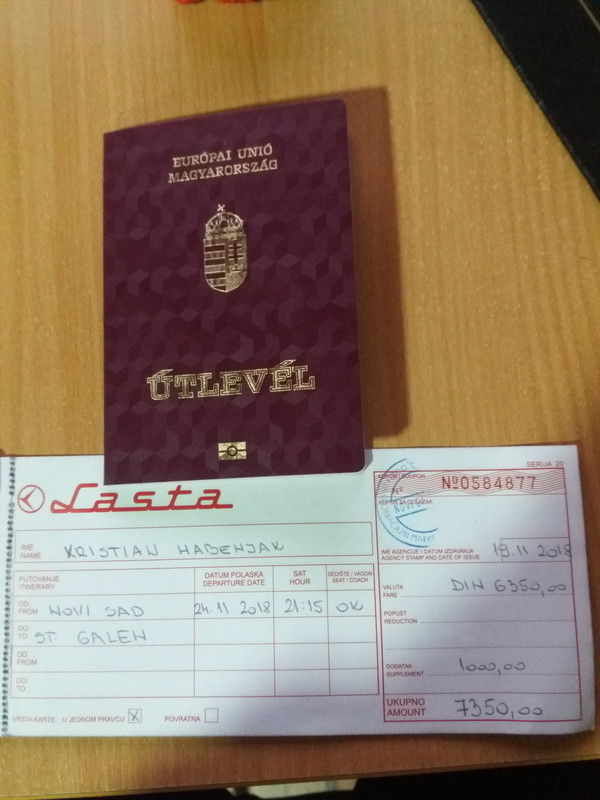 EURÓPAI UNIÓ
MAGYARORSZÁG
ÚTLEVÉL
SERIJA 20
Lasta
Nº
Nº0584877
IME
NAME
KRISTIAN HABENJAK
IME AGENCIJE I DATUM IZDAVANJA
AGENCY STAMP AND DATE OF ISSUE
19.11 2018
PUTOVANJE
ITINERARY
DATUM POLASKA
DEPARTURE DATE
SAT
HOUR
SEDIŠTE / VAGON
SEAT / COACH
VALUTA
FARE
DIN 6350,00
OD:
FROM
NOVI SAD
24.11 2018
21:15
OK
POPUST
REDUCTION
DO:
TO
ST. GALEN
OD:
FROM
DODATAK
SUPPLEMENT
1000,00
DO:
TO
UKUPNO
AMOUNT
7350,00
VRSTA KARTE: U JEDNOM PRAVCU X POVRATNA